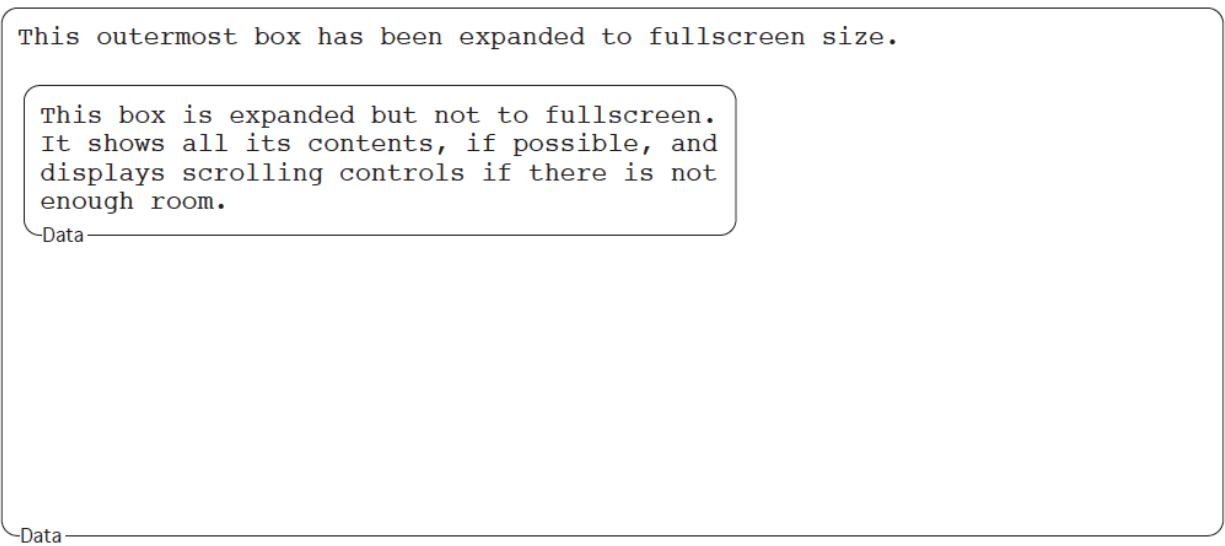 This outermost box has been expanded to fullscreen size.
This box is expanded but not to fullscreen.
It shows all its contents, if possible, and
displays scrolling controls if there is not
enough room.
Data
Data